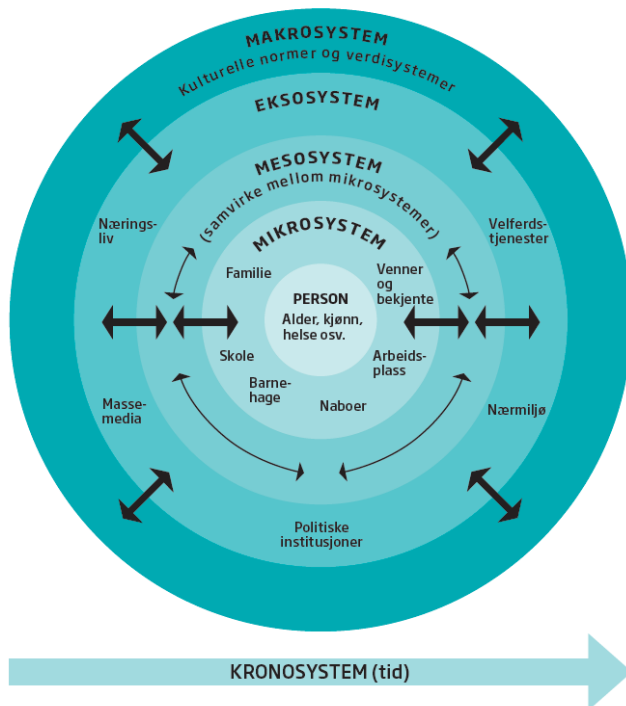 MAKROSYSTEM
Kulturelle normer og verdisystemer
EKSOSYSTEM
MESOSYSTEM
(samvirke mellom mikrosystemer)
MIKROSYSTEM
Nærings-
liv
Velferds-
tjenester
Familie
Venner
og
bekjente
PERSON
Alder, kjønn,
helse osv.
Skole
Arbeids-
plass
Barne-
hage
Naboer
Masse-
media
Nærmiljø
Politiske
institusjoner
KRONOSYSTEM (tid)